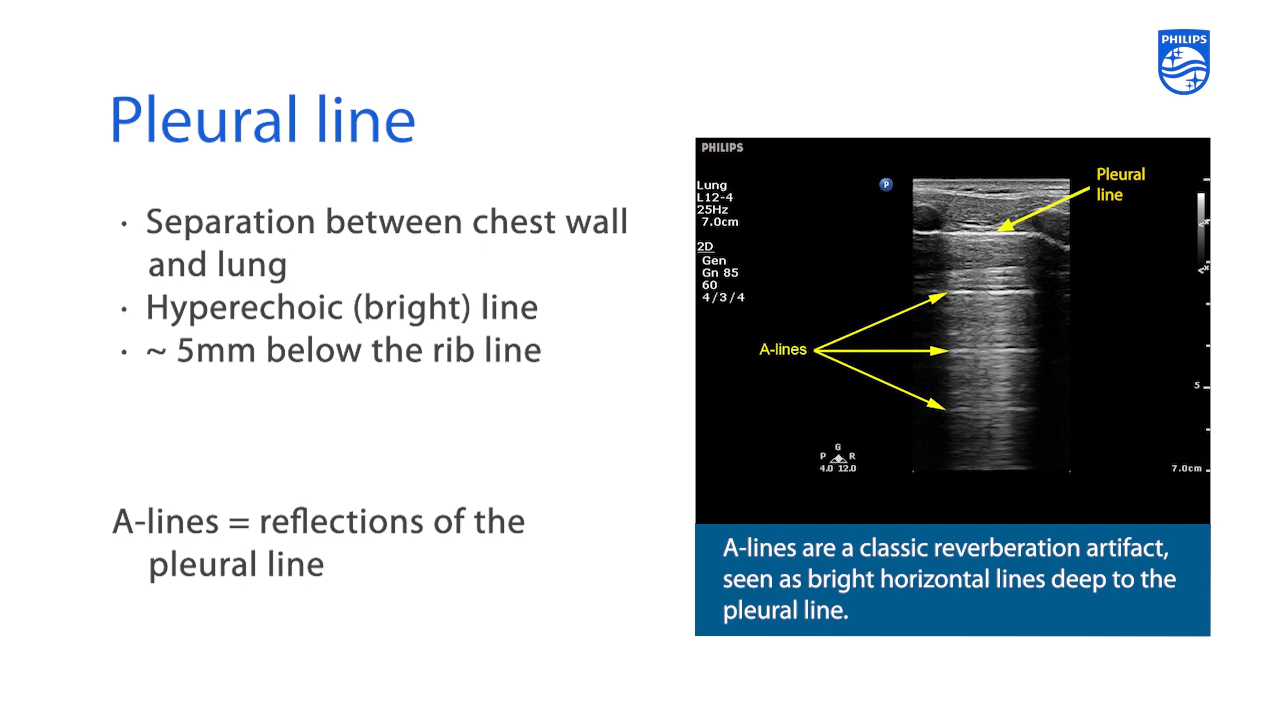 PHILIPS
Pleural line
· Separation between chest wall
and lung
· Hyperechoic (bright) line
· ~ 5mm below the rib line
A-lines = reflections of the
pleural line
PHILIPS
Lung
L12-4
25Hz
7.0cm
2D
Gen
Gn 85
60
4/3/4
P
Pleural
line
A-lines
5
G
P R
4.0 12.0
7.0cm
A-lines are a classic reverberation artifact,
seen as bright horizontal lines deep to the
pleural line.